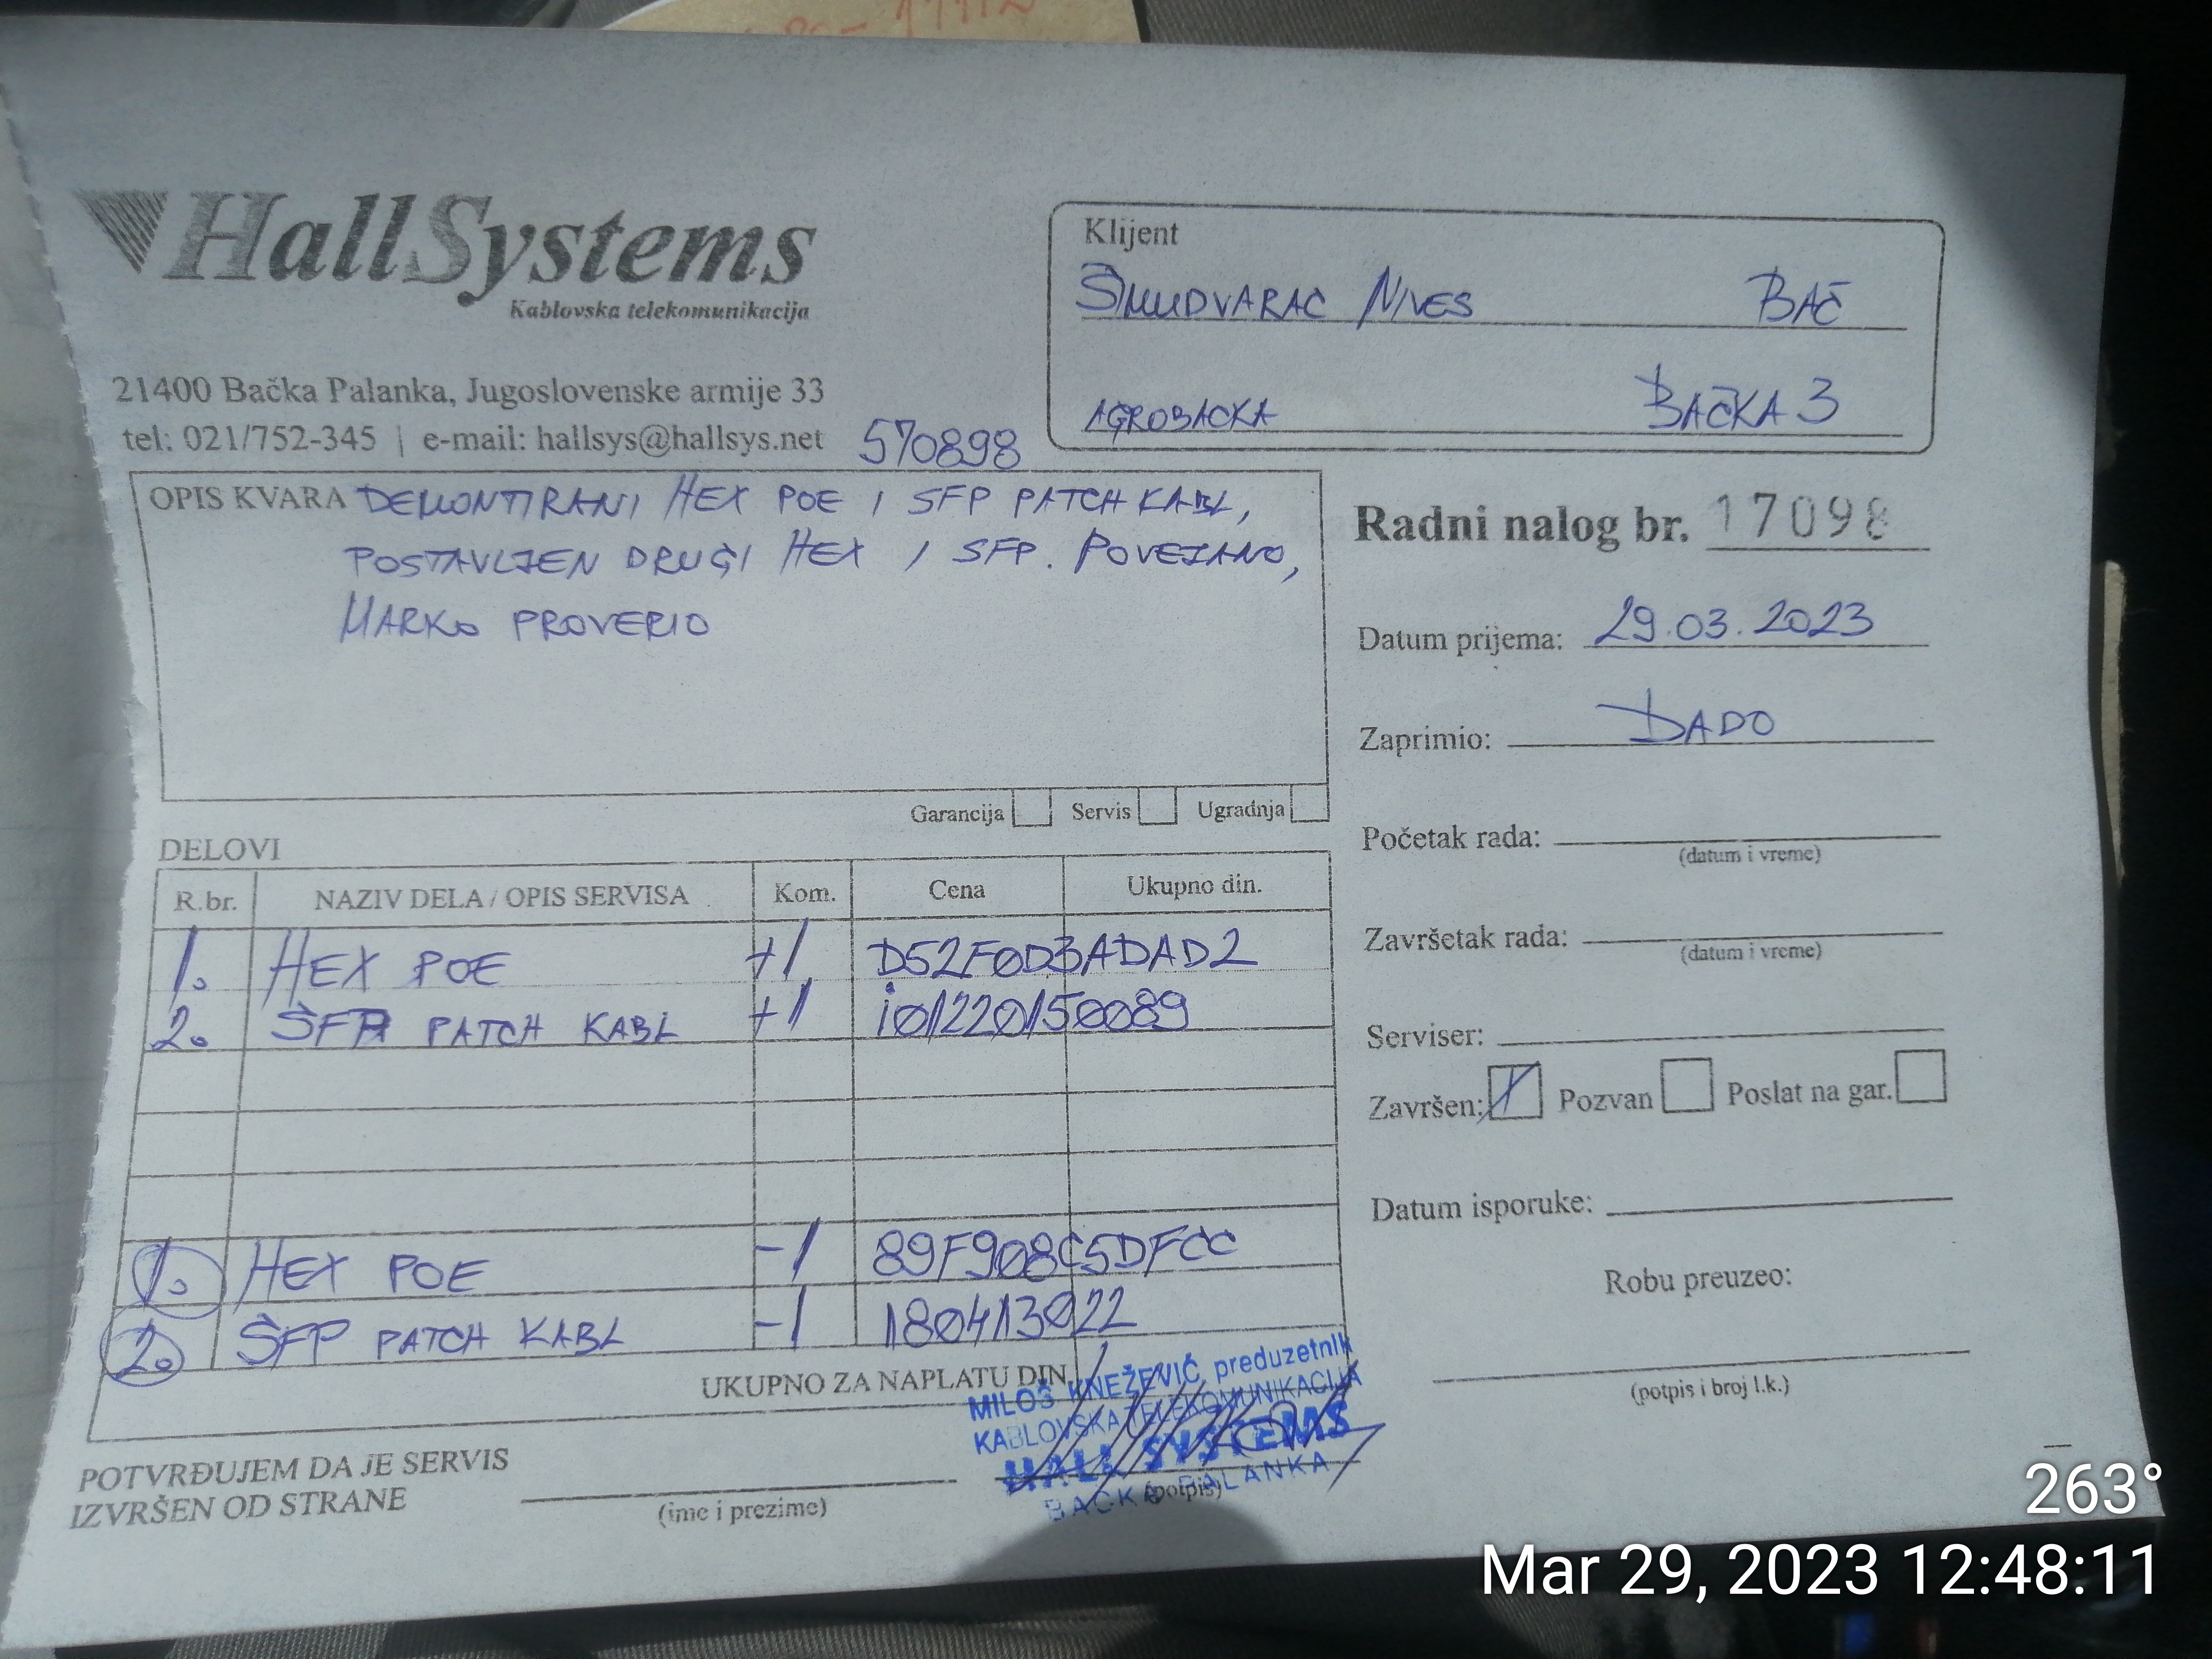 HallSystems
Kablovska telekomunikacija
21400 Bačka Palanka, Jugoslovenske armije 33
tel: 021/752-345 | e-mail: hallsys@hallsys.net
570898
Klijent
ŠMUDVARAC NIVES BAČ
AGROBAČKA BAČKA 3
OPIS KVARA DEMONTIRANI HEX POE I SFP PATCH KABL,
POSTAVLJEN DRUGI HEX I SFP. POVEZANO,
MARKO PROVERIO
Garancija Servis Ugradnja
Radni nalog br. 17098
Datum prijema: 29.03.2023
Zaprimio: DADO
Početak rada:
(datum i vreme)
Završetak rada:
(datum i vreme)
Serviser:
Završen: Pozvan Poslat na gar.
Datum isporuke:
Robu preuzeo:
(potpis i broj l.k.)
DELOVI
R.br. NAZIV DELA / OPIS SERVISA Kom. Cena Ukupno din.
1. HEX POE +1 D52F0D3ADAD2
2. SFP PATCH KABL +1 i01220150089
1. HEX POE -1 89F908C5DFCC
2. SFP PATCH KABL -1 180413022
UKUPNO ZA NAPLATU DIN
MILOŠ KNEŽEVIĆ preduzetnik
KABLOVSKA TELEKOMUNIKACIJA
HALL SYSTEMS
BAČKA PALANKA
POTVRĐUJEM DA JE SERVIS
IZVRŠEN OD STRANE
(ime i prezime)
(potpis)
263°
Mar 29, 2023 12:48:11